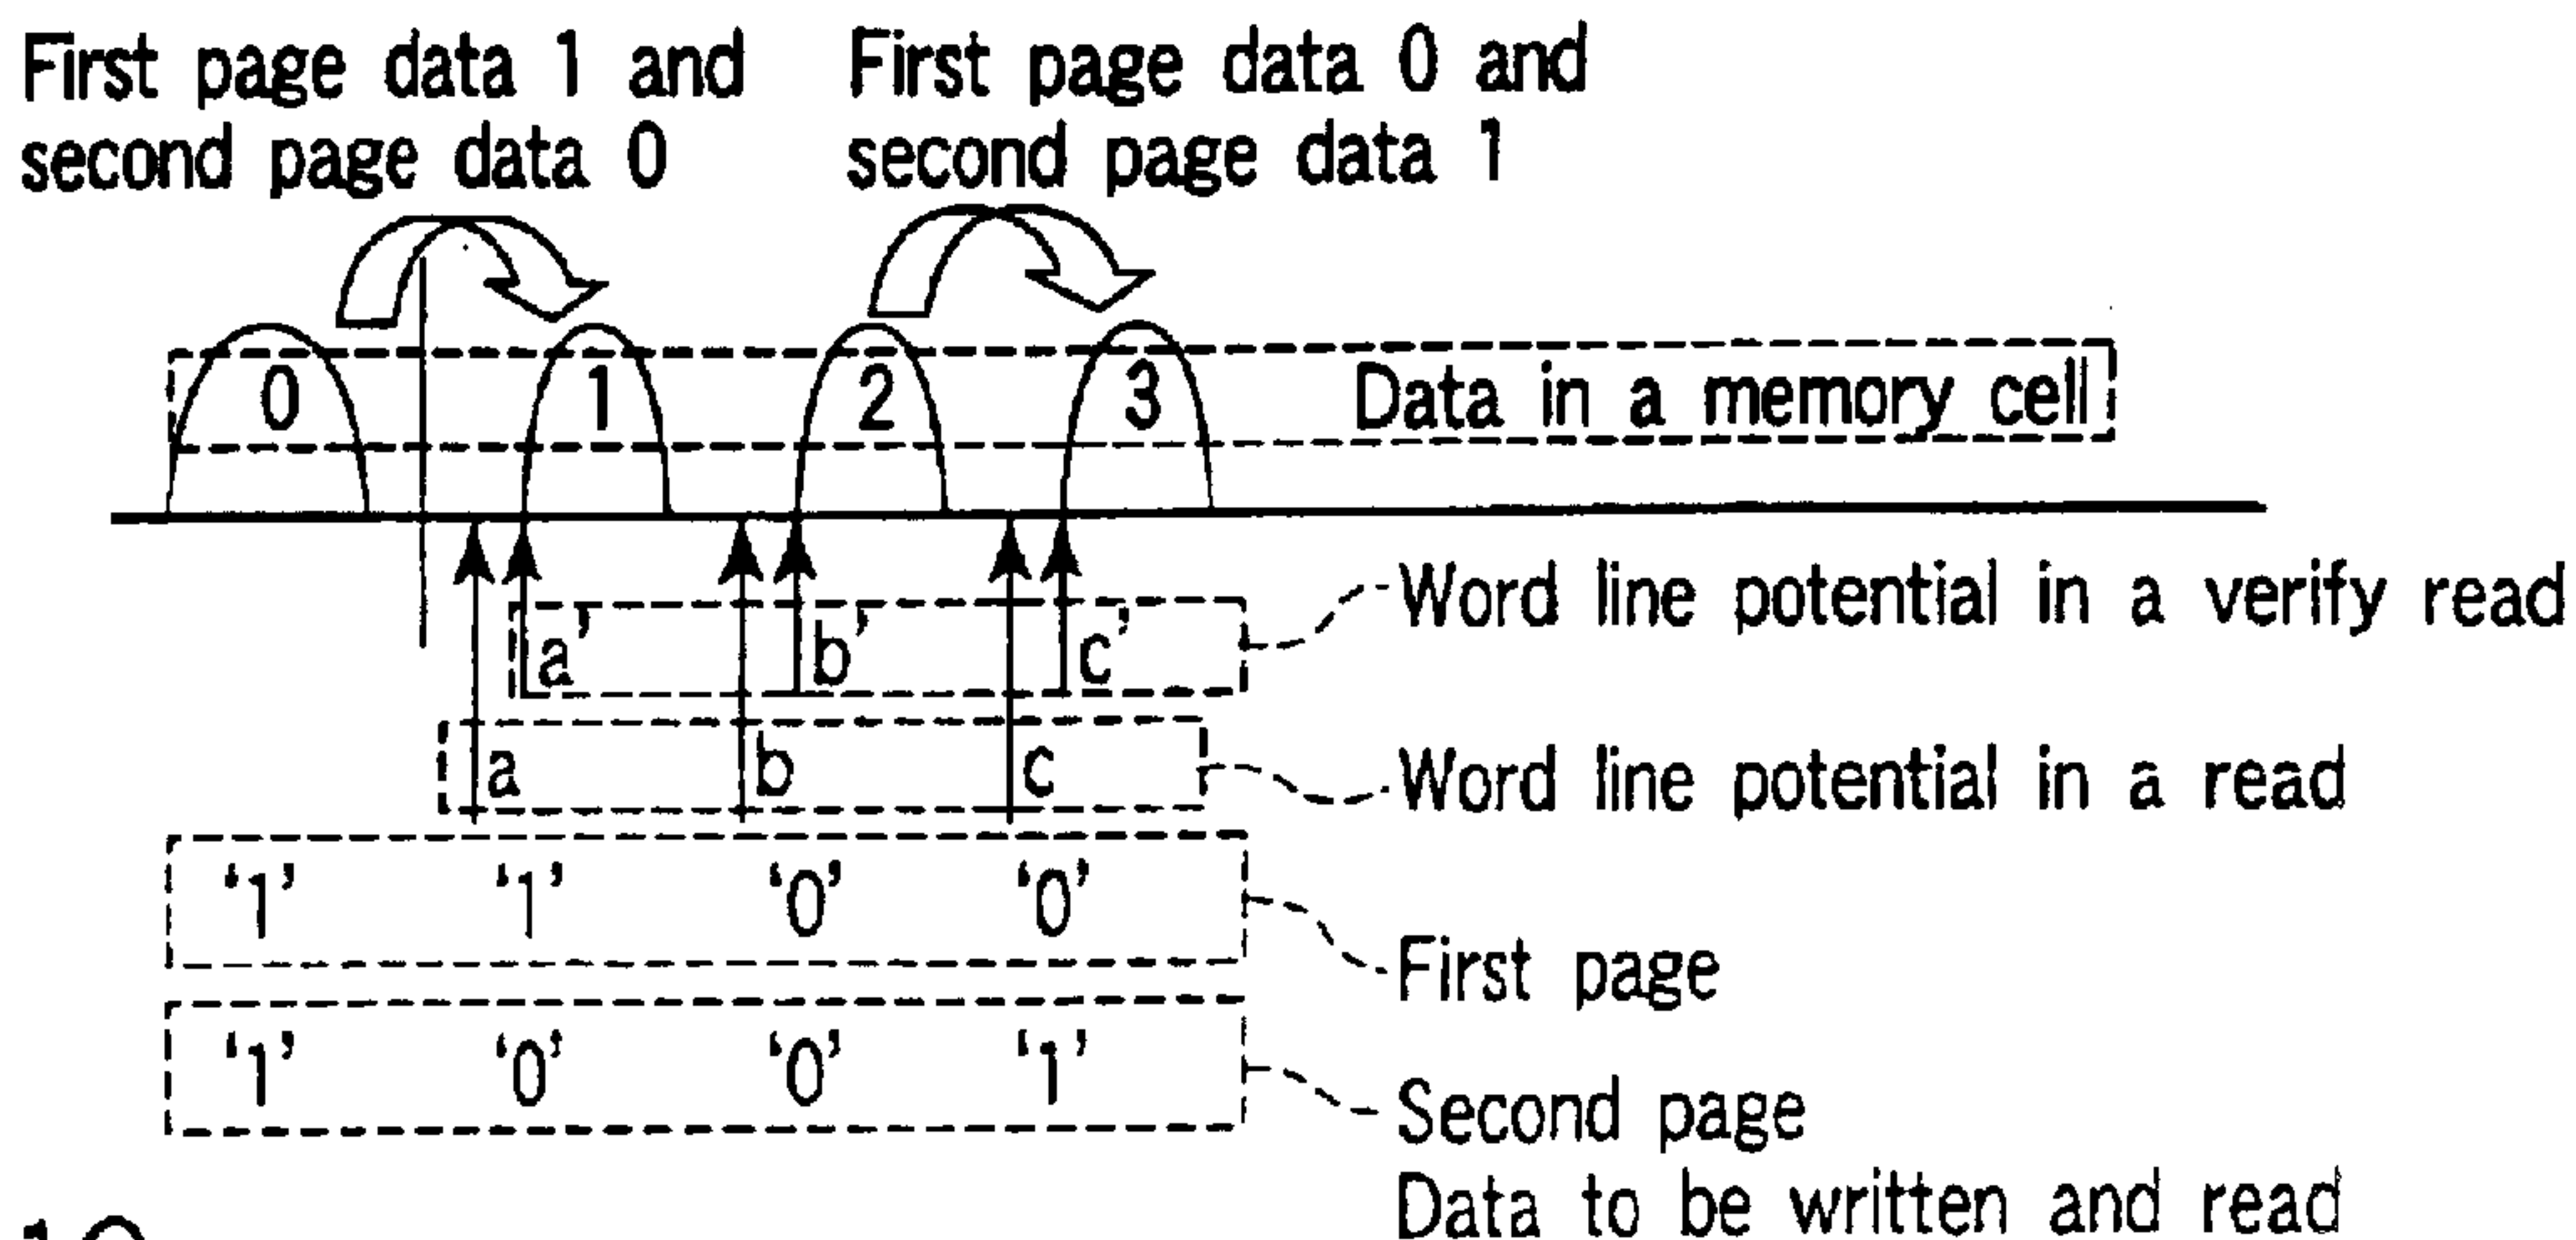 First page data 1 and
second page data 0
First page data 0 and
second page data 1
0 1 2 3 Data in a memory cell
Word line potential in a verify read
a' b' c'
a b c
Word line potential in a read
'1' '1' '0' '0'
First page
'1' '0' '0' '1'
Second page
Data to be written and read